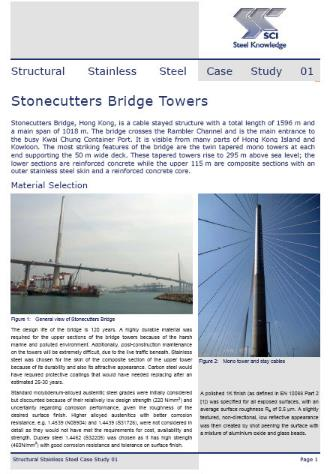 SCI
Steel Knowledge
Structural Stainless Steel Case Study 01
Stonecutters Bridge Towers
Stonecutters Bridge, Hong Kong, is a cable stayed structure with a total length of 1596 m and
a main span of 1018 m. The bridge crosses the Rambler Channel and is the main entrance to
the busy Kwai Chung Container Port. It is visible from many parts of Hong Kong Island and
Kowloon. The most striking features of the bridge are the twin tapered mono towers at each
end supporting the 50 m wide deck. These tapered towers rise to 295 m above sea level; the
lower sections are reinforced concrete while the upper 115 m are composite sections with an
outer stainless steel skin and a reinforced concrete core.
Material Selection
Figure 1: General view of Stonecutters Bridge
The design life of the bridge is 120 years. A highly durable material was
required for the upper sections of the bridge towers because of the harsh
marine and polluted environment. Additionally, post-construction maintenance
on the towers will be extremely difficult, due to the live traffic beneath. Stainless
steel was chosen for the skin of the composite section of the upper tower
because of its durability and also its attractive appearance. Carbon steel would
have required protective coatings that would have needed replacing after an
estimated 25-30 years.
Standard molybdenum-alloyed austenitic steel grades were initially considered
but discounted because of their relatively low design strength (220 N/mm²) and
uncertainty regarding corrosion performance, given the roughness of the
desired surface finish. Higher alloyed austenitics with better corrosion
resistance, e.g. 1.4539 (N08904) and 1.4439 (S31726), were not considered in
detail as they would not have met the requirements for cost, availability and
strength. Duplex steel 1.4462 (S32205) was chosen as it has high strength
(460N/mm²) with good corrosion resistance and tolerance on surface finish.
Figure 2: Mono tower and stay cables
A polished 1K finish (as defined in EN 10088 Part 2
[1]) was specified for all exposed surfaces, with an
average surface roughness Ra of 0.5 µm. A slightly
textured, non-directional, low reflective appearance
was then created by shot peening the surface with
a mixture of aluminium oxide and glass beads.
Structural Stainless Steel Case Study 01 Page 1